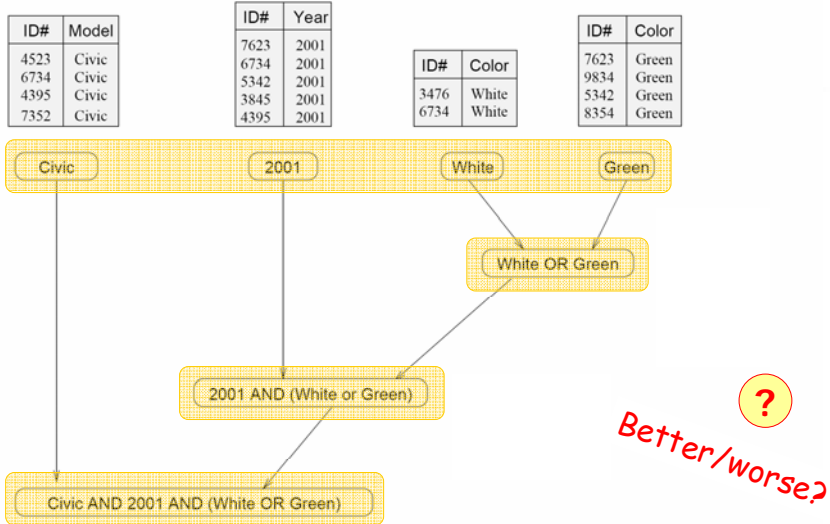 ID# Model
4523 Civic
6734 Civic
4395 Civic
7352 Civic
ID# Year
7623 2001
6734 2001
5342 2001
3845 2001
4395 2001
ID# Color
3476 White
6734 White
ID# Color
7623 Green
9834 Green
5342 Green
8354 Green
Civic
2001
White
Green
White OR Green
2001 AND (White or Green)
?
Better/worse?
Civic AND 2001 AND (White OR Green)